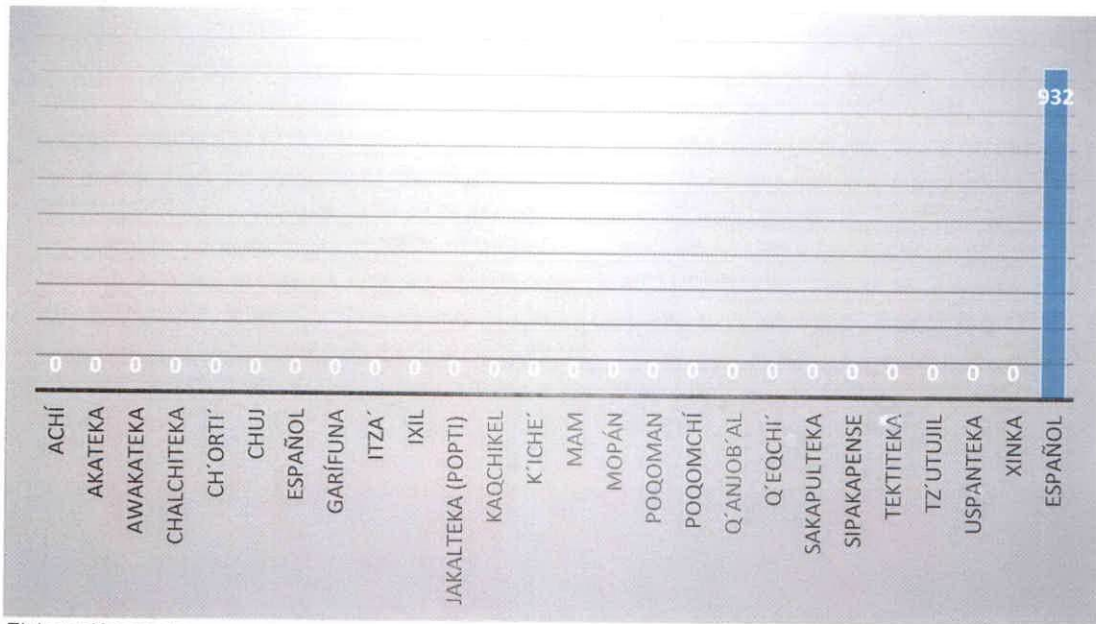 932
0 0 0 0 0 0 0 0 0 0 0 0 0 0 0 0 0 0 0 0 0 0 0 0 0
ACHÍ
AKATEKA
AWAKATEKA
CHALCHITEKA
CH´ORTI´
CHUJ
ESPAÑOL
GARÍFUNA
ITZA´
IXIL
JAKALTEKA (POPTI)
KAQCHIKEL
K´ICHE´
MAM
MOPÁN
POQOMAN
POQOMCHÍ
Q´ANJOB´AL
Q´EQCHI´
SAKAPULTEKA
SIPAKAPENSE
TEKTITEKA
TZ´UTUJIL
USPANTEKA
XINIKA
ESPAÑOL